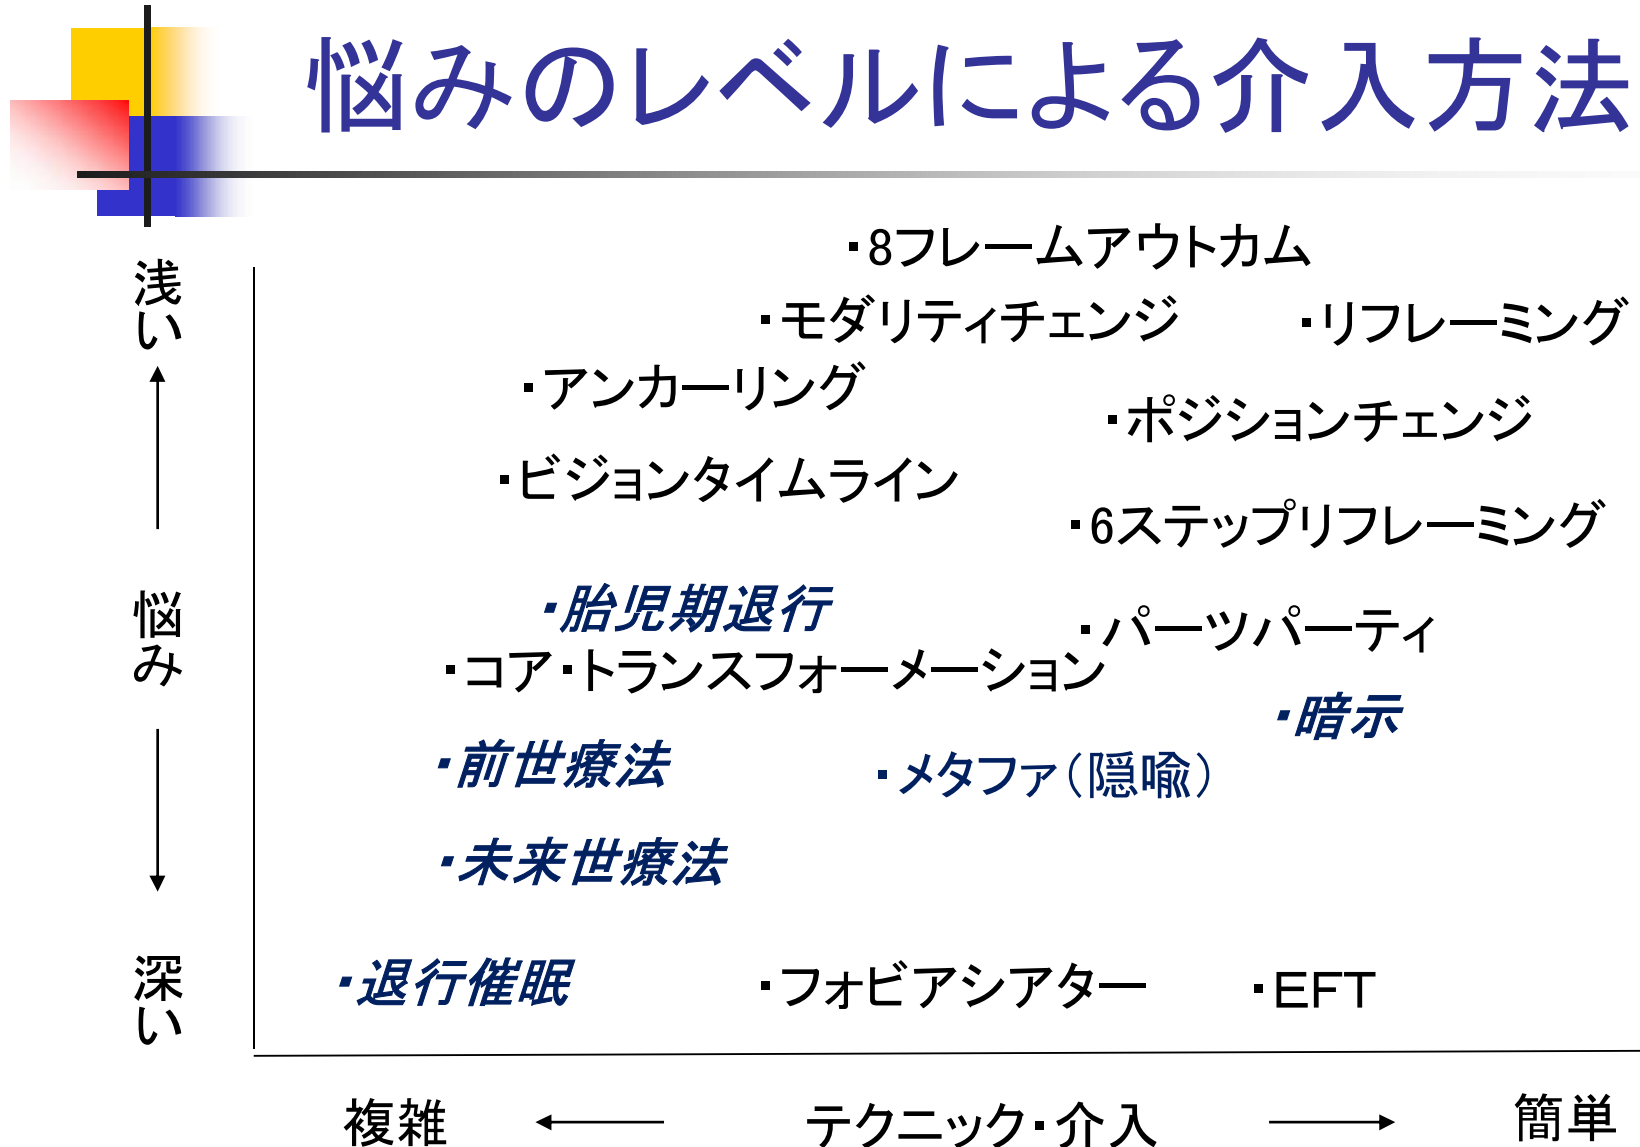 悩みのレベルによる介入方法
浅い
・8フレームアウトカム
・モダリティチェンジ
・リフレーミング
・アンカーリング
・ポジションチェンジ
・ビジョンタイムライン
・6ステップリフレーミング
悩み
・胎児期退行
・パーツパーティ
・コア・トランスフォーメーション
・暗示
・前世療法
・メタファ（隠喩）
・未来世療法
深い
・退行催眠
・フォビアシアター
・EFT
複雑
テクニック・介入
簡単